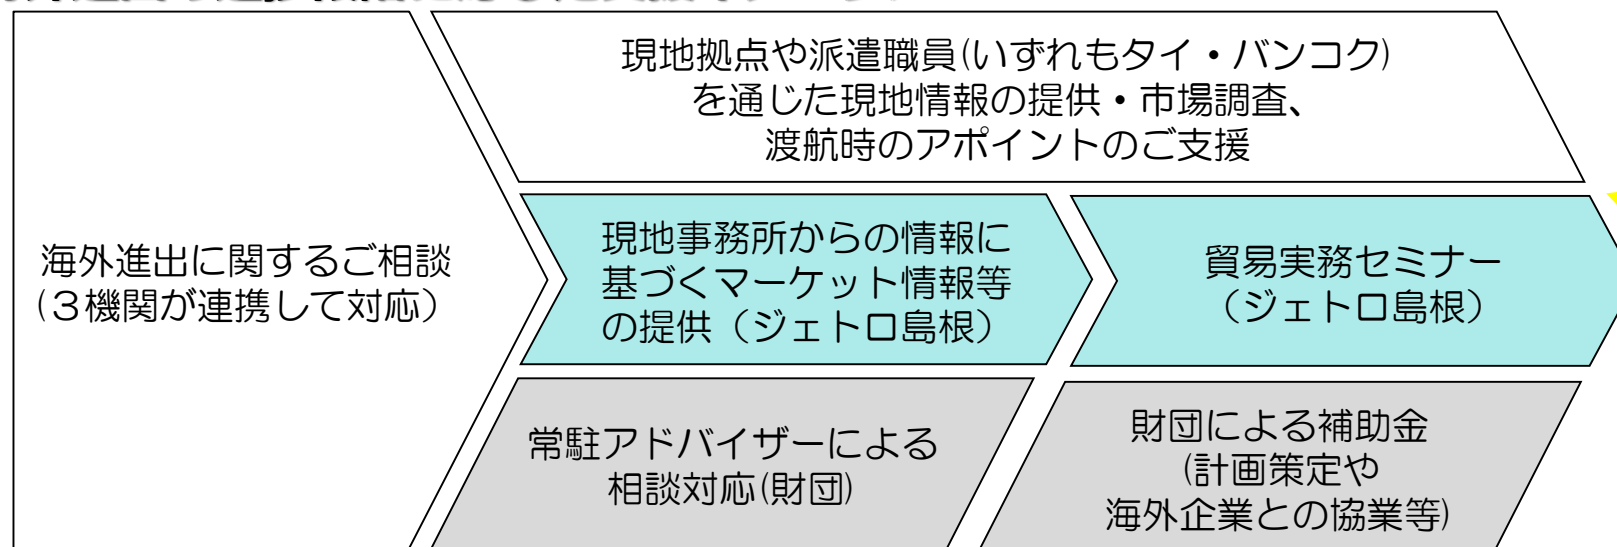 海外進出に関するご相談
(３機関が連携して対応）
現地拠点や派遣職員(いずれもタイ・バンコク)
を通じた現地情報の提供・市場調査、
渡航時のアポイントのご支援
現地事務所からの情報に
基づくマーケット情報等
の提供（ジェトロ島根）
貿易実務セミナー
（ジェトロ島根）
常駐アドバイザーによる
相談対応(財団)
財団による補助金
(計画策定や
海外企業との協業等)